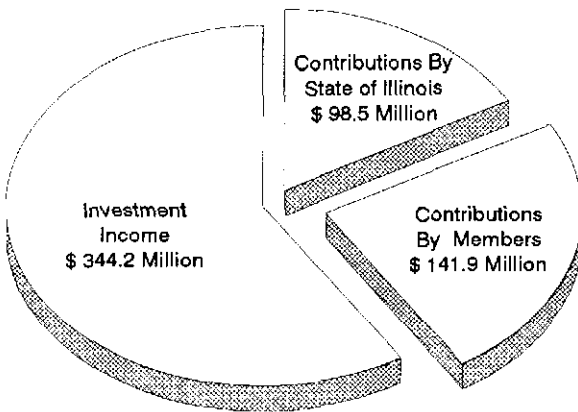 Contributions By
State of Illinois
$ 98.5 Million
Investment
Income
$ 344.2 Million
Contributions
By Members
$ 141.9 Million